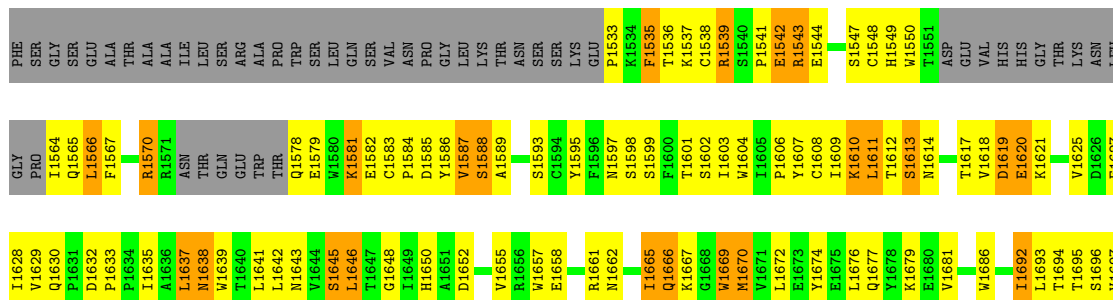 PHE SER GLY SER GLU ALA THR ALA ALA ILE LEU SER ARG ALA PRO TRP SER LEU GLN SER VAL ASN PRO GLY LEU LYS THR ASN SER SER LYS GLU P1533 K1534 F1535 T1536 K1537 C1538 R1539 S1540 P1541 E1542 R1543 E1544 S1547 C1548 H1549 W1550 T1551 ASP GLU VAL HIS HIS GLY THR LYS ASN
GLY PRO I1564 Q1565 L1566 F1567 R1570 R1571 ASN THR GLN GLU TRP THR Q1578 E1579 W1580 K1581 E1582 C1583 P1584 D1585 Y1586 V1587 S1588 A1589 S1593 C1594 Y1595 F1596 N1597 S1598 S1599 F1600 T1601 S1602 I1603 W1604 I1605 P1606 Y1607 C1608 I1609 K1610 L1611 T1612 S1613 N1614 T1617 V1618 D1619 E1620 K1621 V1625 D1626
I1628 V1629 Q1630 P1631 D1632 P1633 P1634 I1635 A1636 L1637 N1638 W1639 T1640 L1641 L1642 N1643 V1644 S1645 L1646 T1647 G1648 I1649 H1650 A1651 D1652 V1655 R1656 W1657 E1658 R1661 N1662 I1665 Q1666 K1667 G1668 W1669 M1670 V1671 L1672 E1673 Y1674 E1675 L1676 Q1677 Y1678 K1679 E1680 V1681 W1686 I1692 L1693 T1694 T1695 S1696